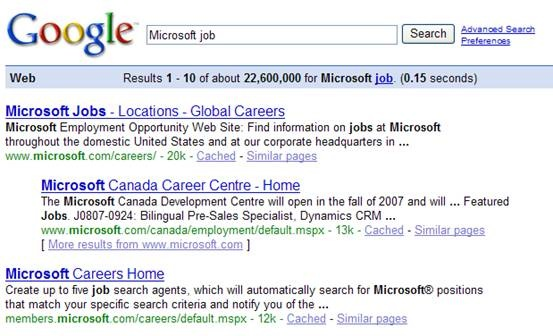 Google™ Microsoft job Search Advanced Search
Preferences
Web Results 1 - 10 of about 22,600,000 for Microsoft job. (0.15 seconds)
Microsoft Jobs - Locations - Global Careers
Microsoft Employment Opportunity Web Site: Find information on jobs at Microsoft
throughout the domestic United States and at our corporate headquarters in ...
www.microsoft.com/careers/ - 20k - Cached - Similar pages
Microsoft Canada Career Centre - Home
The Microsoft Canada Development Centre will open in the fall of 2007 and will ... Featured
Jobs. J0807-0924: Bilingual Pre-Sales Specialist, Dynamics CRM ...
www.microsoft.com/canada/employment/default.mspx - 13k - Cached - Similar pages
[ More results from www.microsoft.com ]
Microsoft Careers Home
Create up to five job search agents, which will automatically search for Microsoft® positions
that match your specific search criteria and notify you of the ...
members.microsoft.com/careers/default.mspx - 12k - Cached - Similar pages